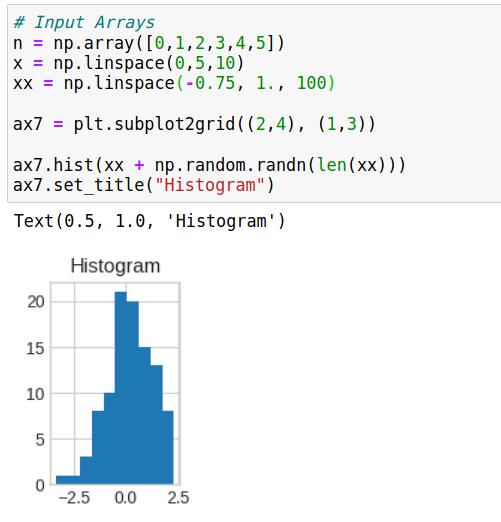 # Input Arrays
n = np.array([0,1,2,3,4,5])
x = np.linspace(0,5,10)
xx = np.linspace(-0.75, 1., 100)
ax7 = plt.subplot2grid((2,4), (1,3))
ax7.hist(xx + np.random.randn(len(xx)))
ax7.set_title("Histogram")
Text(0.5, 1.0, 'Histogram')
Histogram
20
15
10
5
0
−2.5 0.0 2.5